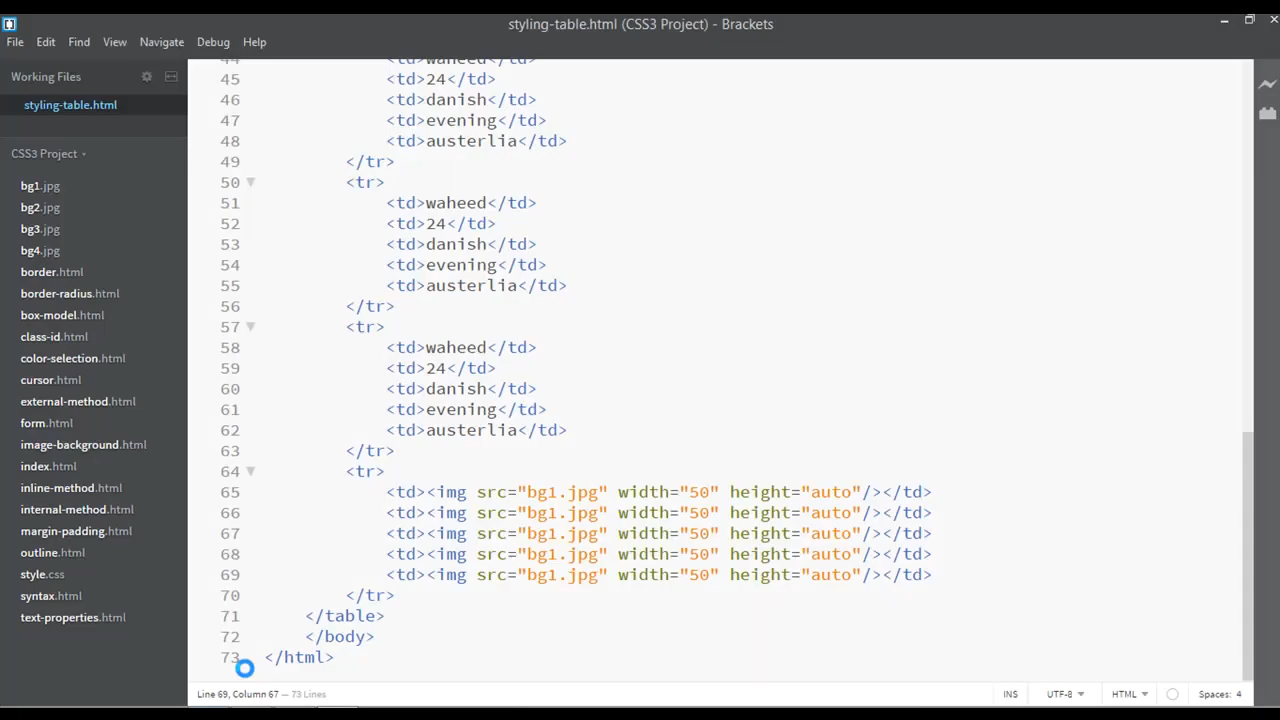 styling-table.html (CSS3 Project) - Brackets
File Edit Find View Navigate Debug Help
Working Files
styling-table.html
CSS3 Project
bg1.jpg
bg2.jpg
bg3.jpg
bg4.jpg
border.html
border-radius.html
box-model.html
class-id.html
color-selection.html
cursor.html
external-method.html
form.html
image-background.html
index.html
inline-method.html
internal-method.html
margin-padding.html
outline.html
style.css
syntax.html
text-properties.html
44 <td>waheed</td>
45 <td>24</td>
46 <td>danish</td>
47 <td>evening</td>
48 <td>austerlia</td>
49 </tr>
50 <tr>
51 <td>waheed</td>
52 <td>24</td>
53 <td>danish</td>
54 <td>evening</td>
55 <td>austerlia</td>
56 </tr>
57 <tr>
58 <td>waheed</td>
59 <td>24</td>
60 <td>danish</td>
61 <td>evening</td>
62 <td>austerlia</td>
63 </tr>
64 <tr>
65 <td><img src="bg1.jpg" width="50" height="auto"/></td>
66 <td><img src="bg1.jpg" width="50" height="auto"/></td>
67 <td><img src="bg1.jpg" width="50" height="auto"/></td>
68 <td><img src="bg1.jpg" width="50" height="auto"/></td>
69 <td><img src="bg1.jpg" width="50" height="auto"/></td>
70 </tr>
71 </table>
72 </body>
73 </html>
Line 69, Column 67 — 73 Lines
INS UTF-8 HTML Spaces: 4